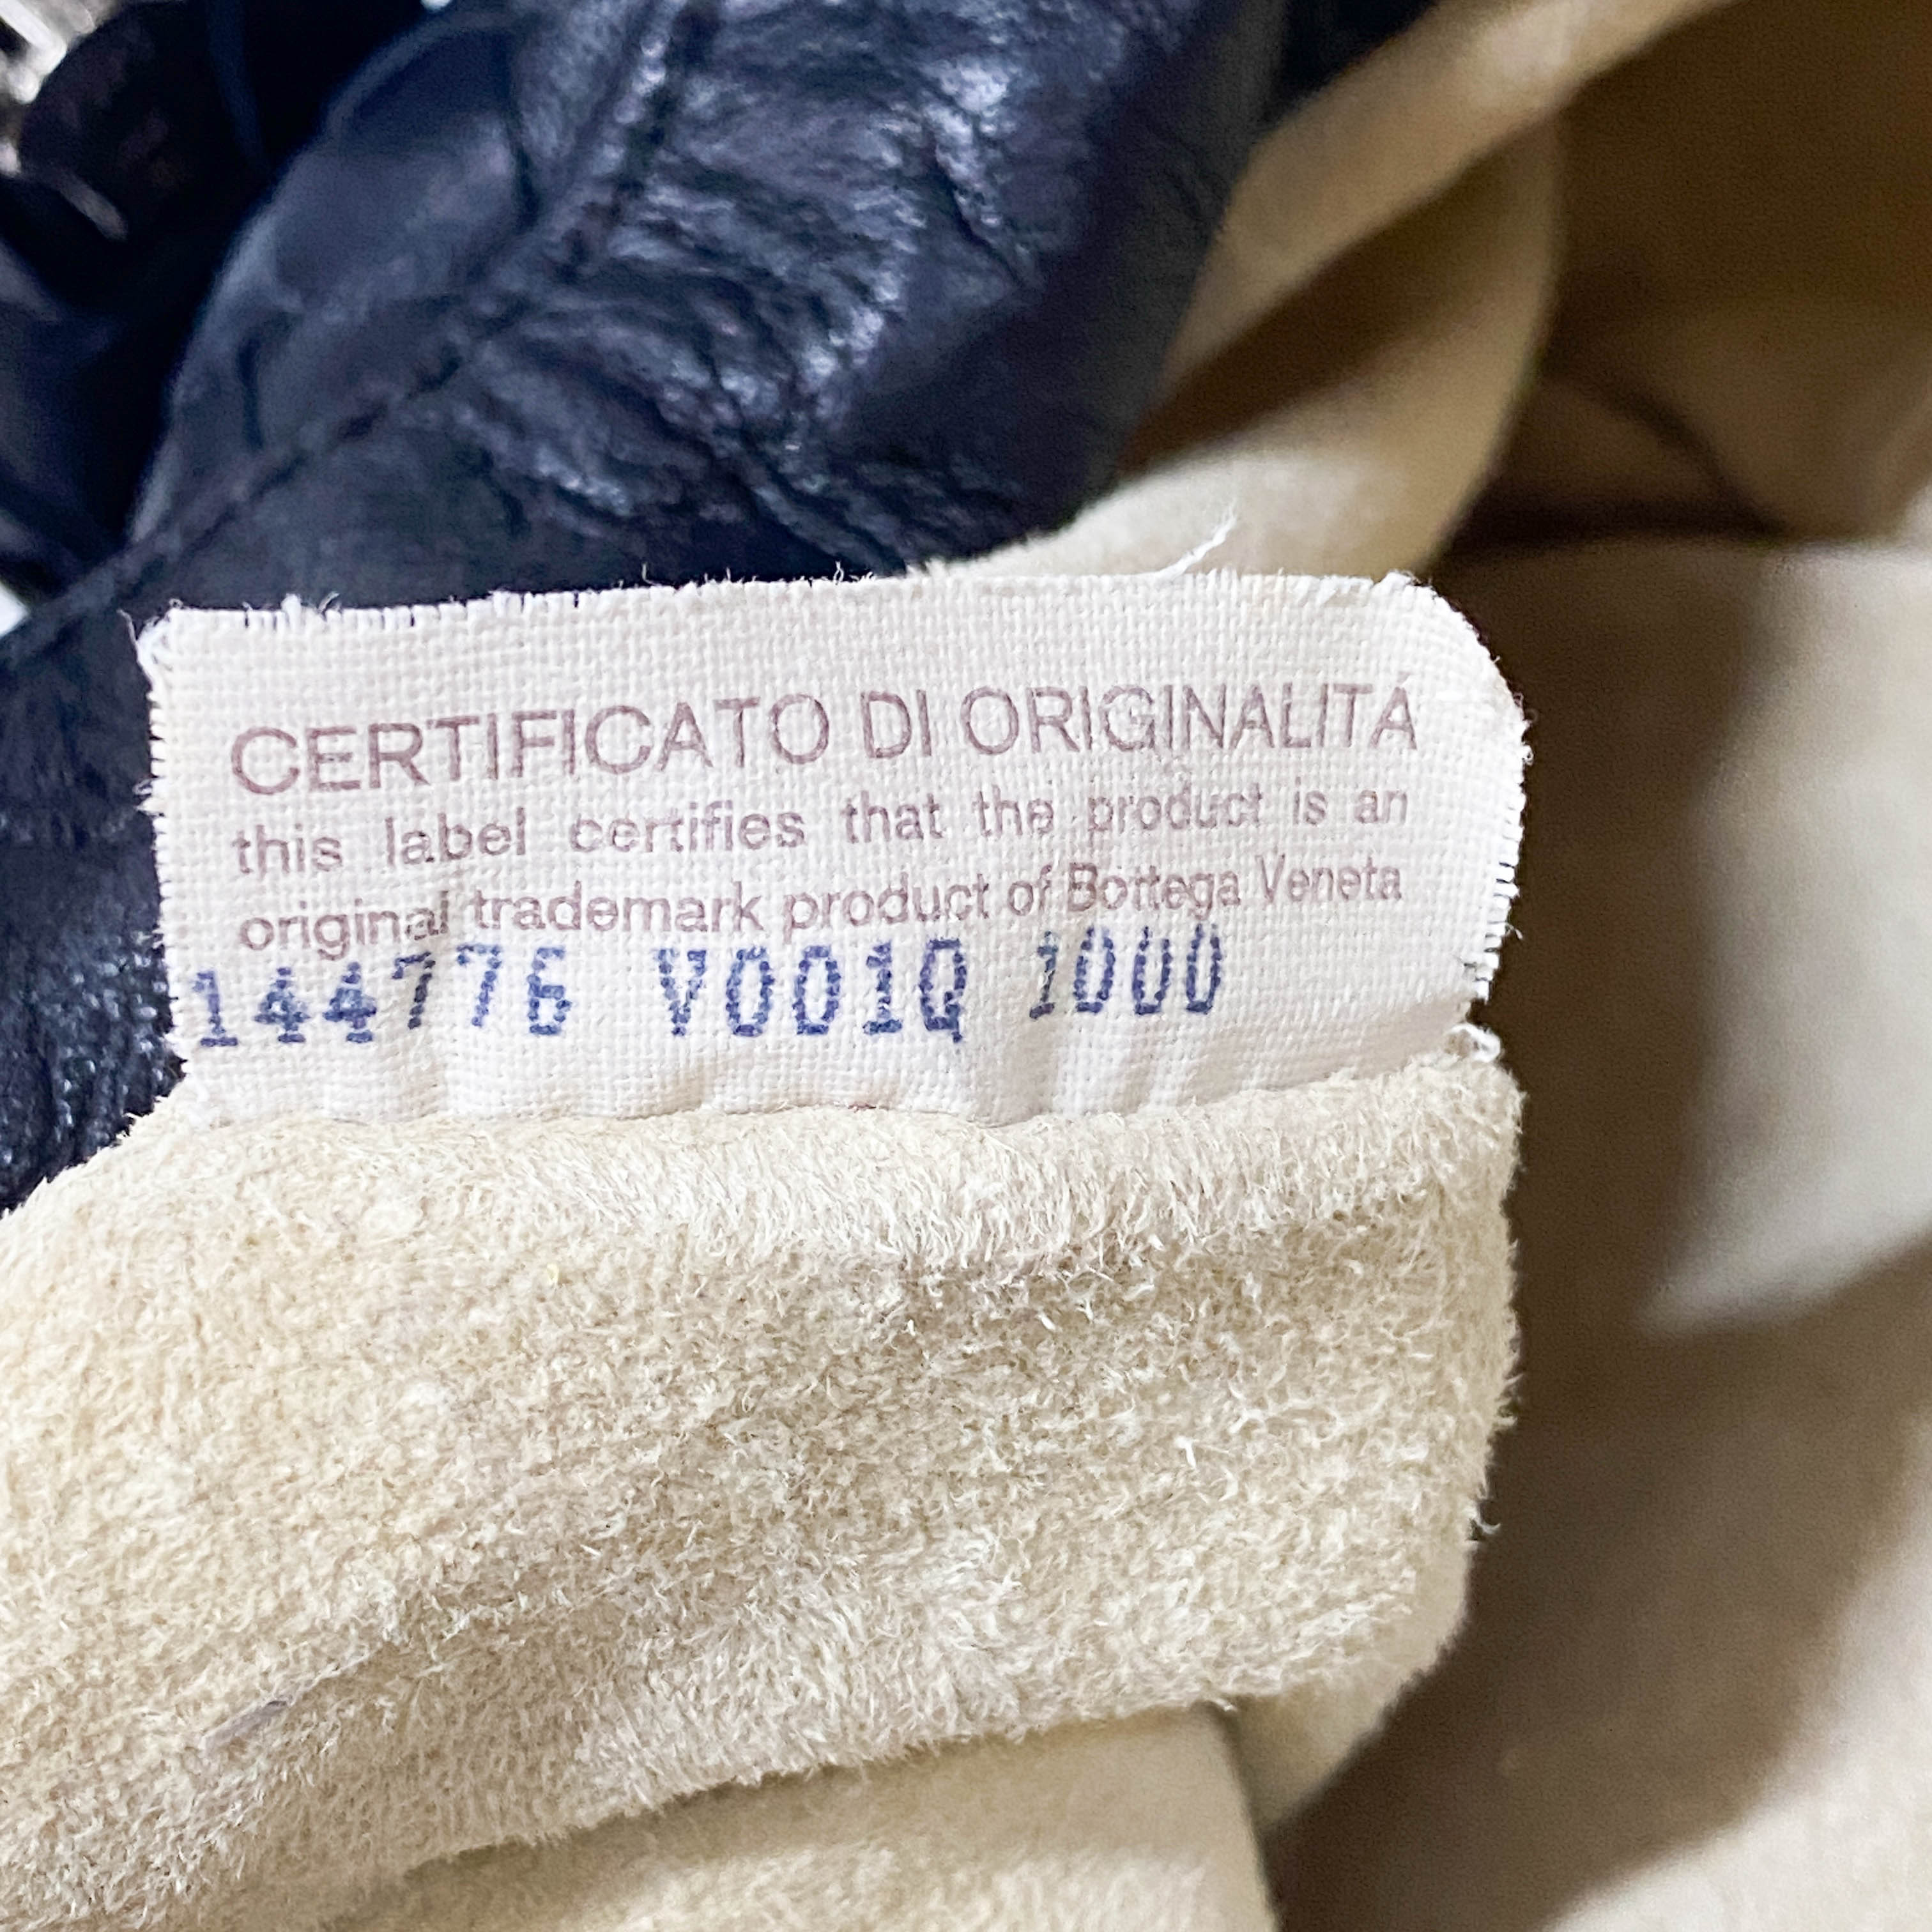 CERTIFICATO DI ORIGINALITÁ
this label certifies that the product is an
original trademark product of Bottega Veneta
144776 V001Q 1000